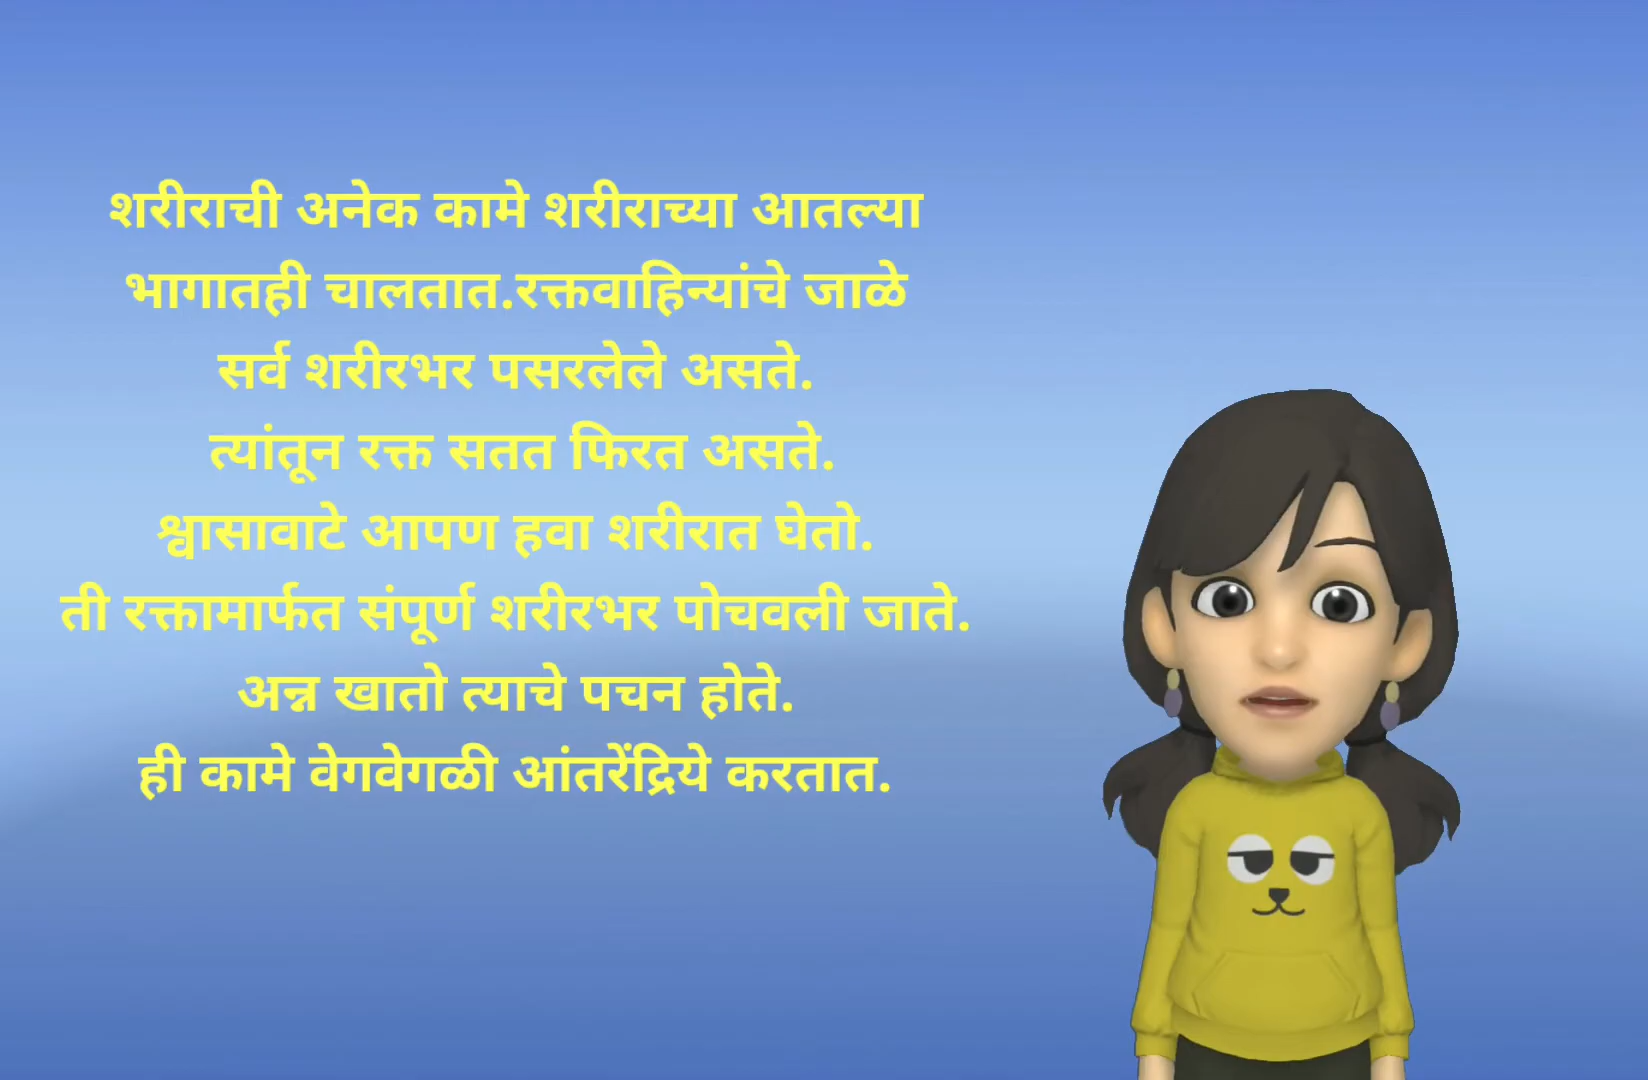 शरीराची अनेक कामे शरीराच्या आतल्या
भागातही चालतात.रक्तवाहिन्यांचे जाळे
सर्व शरीरभर पसरलेले असते.
त्यांतून रक्त सतत फिरत असते.
श्वासावाटे आपण हवा शरीरात घेतो.
ती रक्तामार्फत संपूर्ण शरीरभर पोचवली जाते.
अन्न खातो त्याचे पचन होते.
ही कामे वेगवेगळी आंतरेंद्रिये करतात.